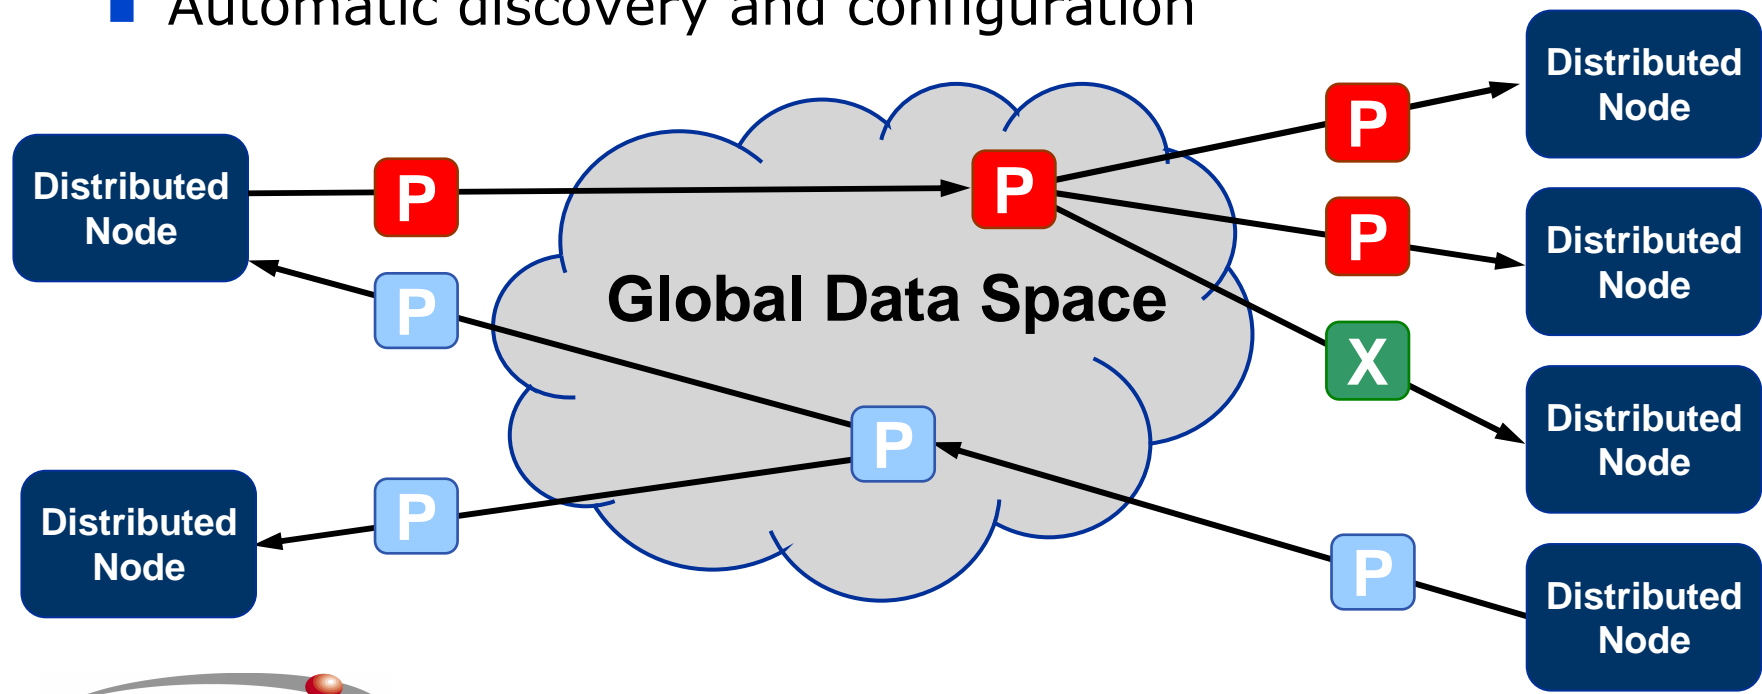 Automatic discovery and configuration
Distributed
Node
P
P
P
Distributed
Node
P
Distributed
Node
P
Global Data Space
X
P
Distributed
Node
P
Distributed
Node
P
Distributed
Node